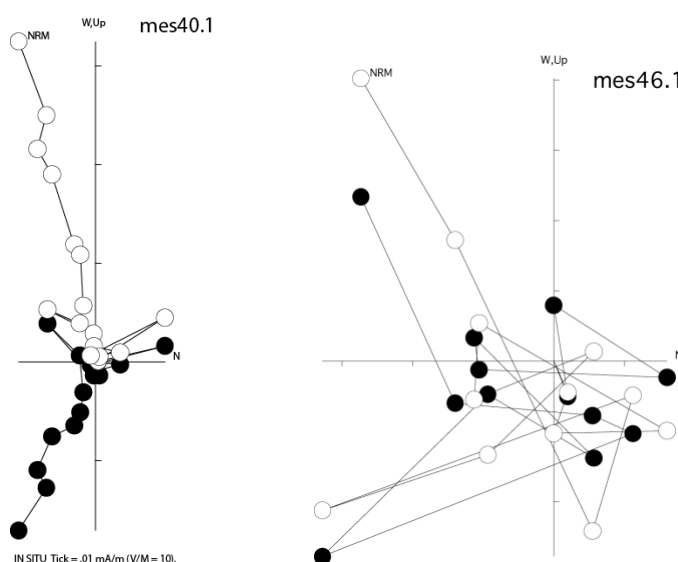 mes40.1
W,Up
NRM
N
IN SITU Tick = .01 mA/m (V/M = 10).
mes46.1
W,Up
NRM
N